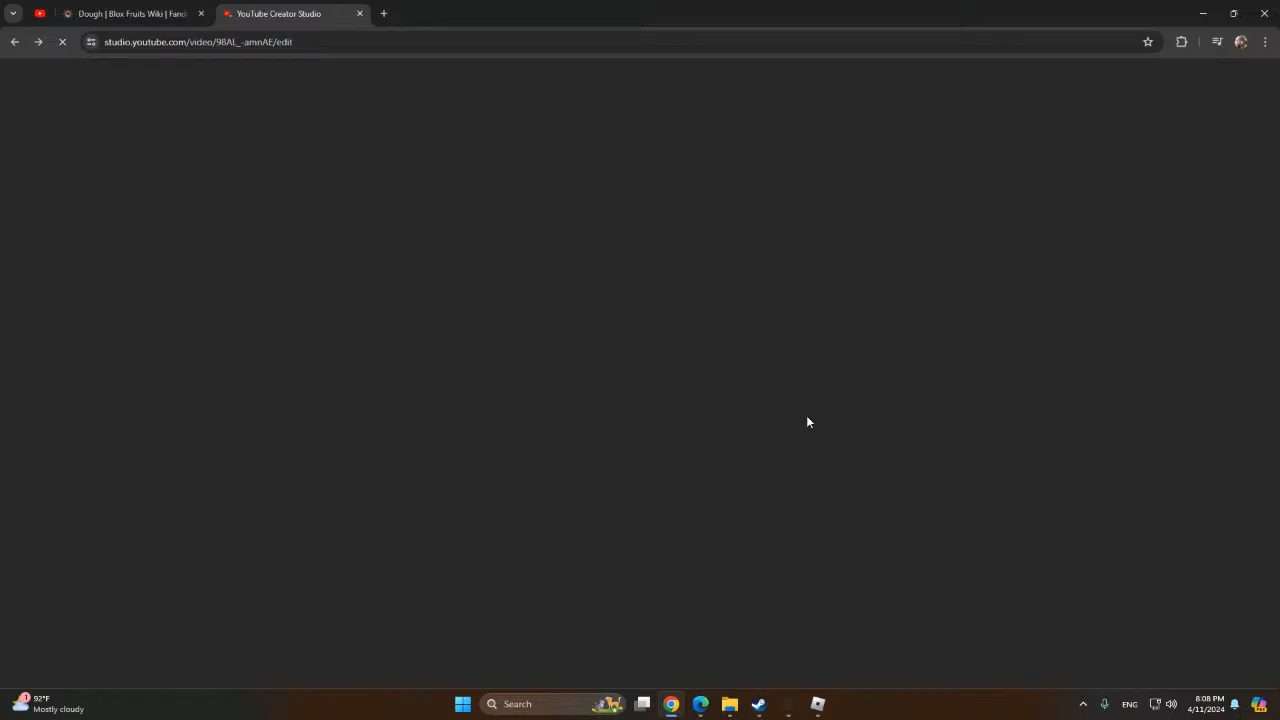 Dough | Blox Fruits Wiki | Fand
YouTube Creator Studio
studio.youtube.com/video/98AL_-amnAE/edit
1
92°F
Mostly cloudy
Search
ENG
8:08 PM
4/11/2024